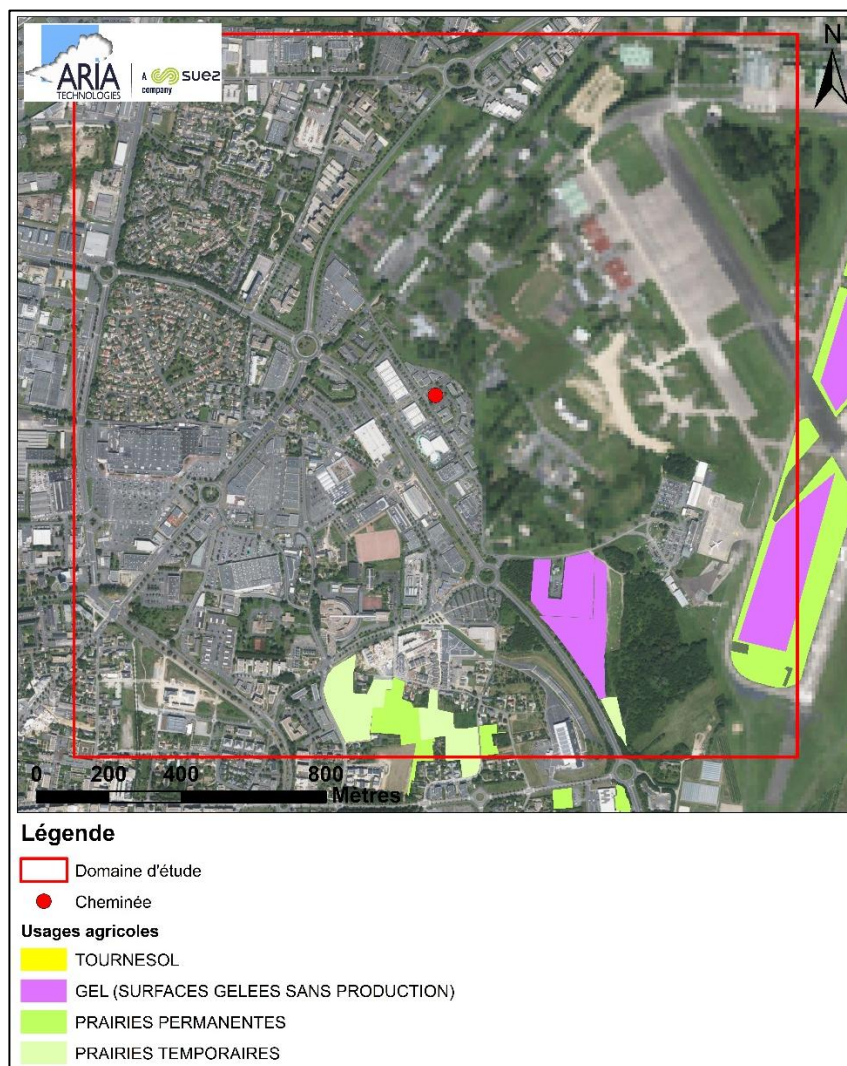 ARIA
TECHNOLOGIES
A suez
company
N
0 200 400 800
Mètres
Légende
Domaine d'étude
Cheminée
Usages agricoles
TOURNESOL
GEL (SURFACES GELEES SANS PRODUCTION)
PRAIRIES PERMANENTES
PRAIRIES TEMPORAIRES